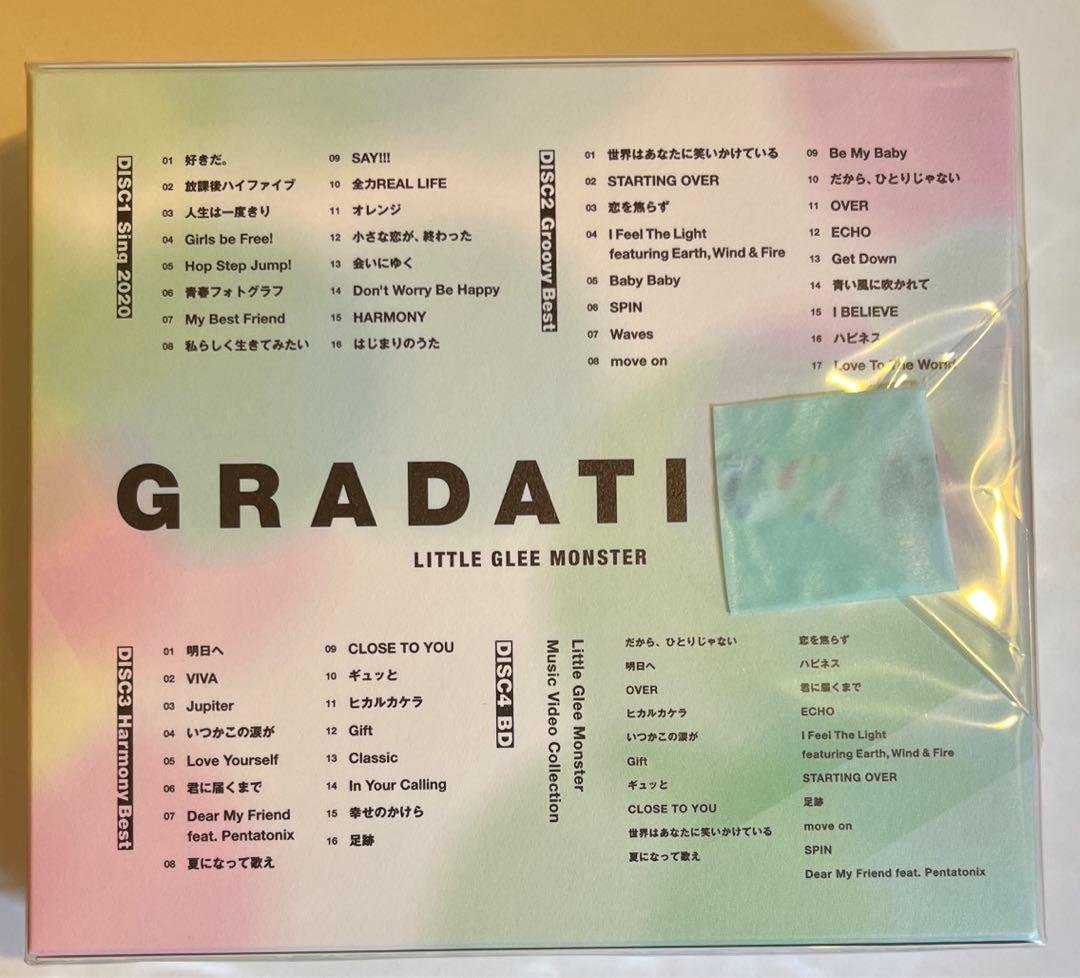 DISC1 Sing 2020
01 好きだ。
02 放課後ハイファイブ
03 人生は一度きり
04 Girls be Free!
05 Hop Step Jump!
06 青春フォトグラフ
07 My Best Friend
08 私らしく生きてみたい
09 SAY!!!
10 全力REAL LIFE
11 オレンジ
12 小さな恋が、終わった
13 会いにゆく
14 Don't Worry Be Happy
15 HARMONY
16 はじまりのうた
DISC2 Groovy Best
01 世界はあなたに笑いかけている
02 STARTING OVER
03 恋を焦らず
04 I Feel The Light
featuring Earth, Wind & Fire
05 Baby Baby
06 SPIN
07 Waves
08 move on
09 Be My Baby
10 だから、ひとりじゃない
11 OVER
12 ECHO
13 Get Down
14 青い風に吹かれて
15 I BELIEVE
16 ハピネス
17 Love To The World
GRADATI
LITTLE GLEE MONSTER
DISC3 Harmony Best
01 明日へ
02 VIVA
03 Jupiter
04 いつかこの涙が
05 Love Yourself
06 君に届くまで
07 Dear My Friend
feat. Pentatonix
08 夏になって歌え
09 CLOSE TO YOU
10 ギュッと
11 ヒカルカケラ
12 Gift
13 Classic
14 In Your Calling
15 幸せのかけら
16 足跡
DISC4 BD
Little Glee Monster
Music Video Collection
だから、ひとりじゃない
明日へ
OVER
ヒカルカケラ
いつかこの涙が
Gift
ギュッと
CLOSE TO YOU
世界はあなたに笑いかけている
夏になって歌え
恋を焦らず
ハピネス
君に届くまで
ECHO
I Feel The Light
featuring Earth, Wind & Fire
STARTING OVER
足跡
move on
SPIN
Dear My Friend feat. Pentatonix